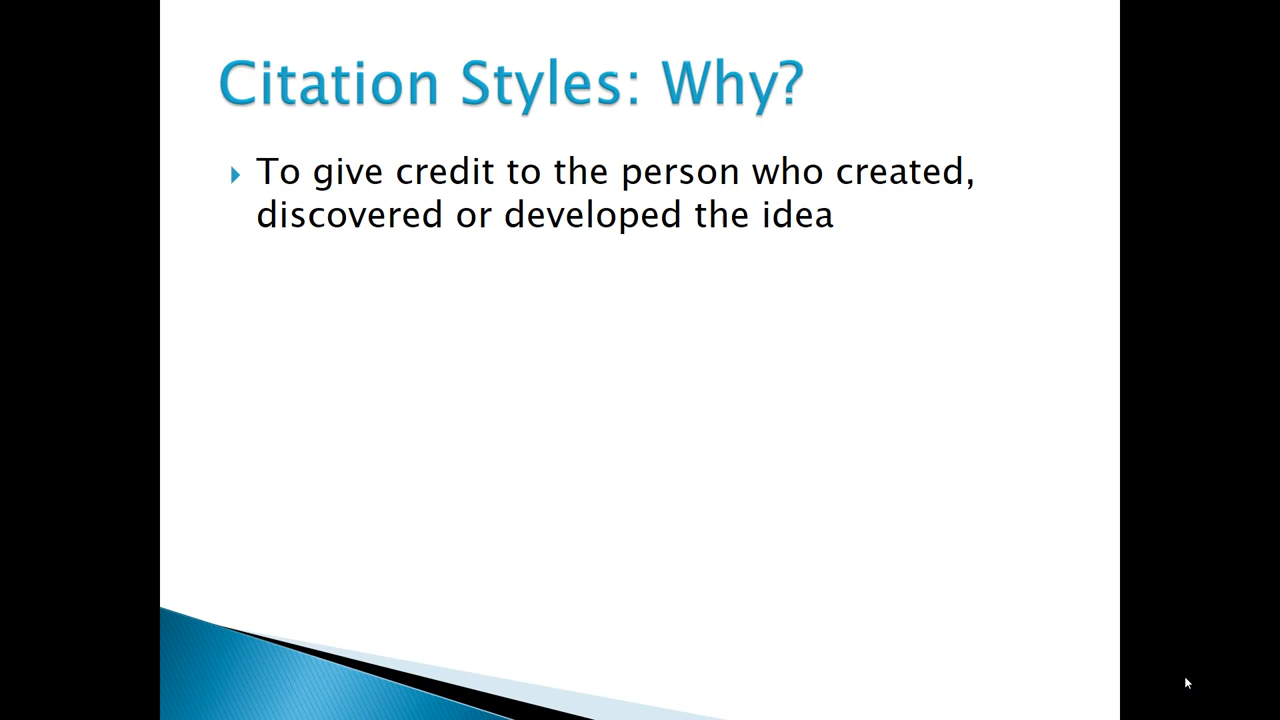 Citation Styles: Why?
To give credit to the person who created,
discovered or developed the idea